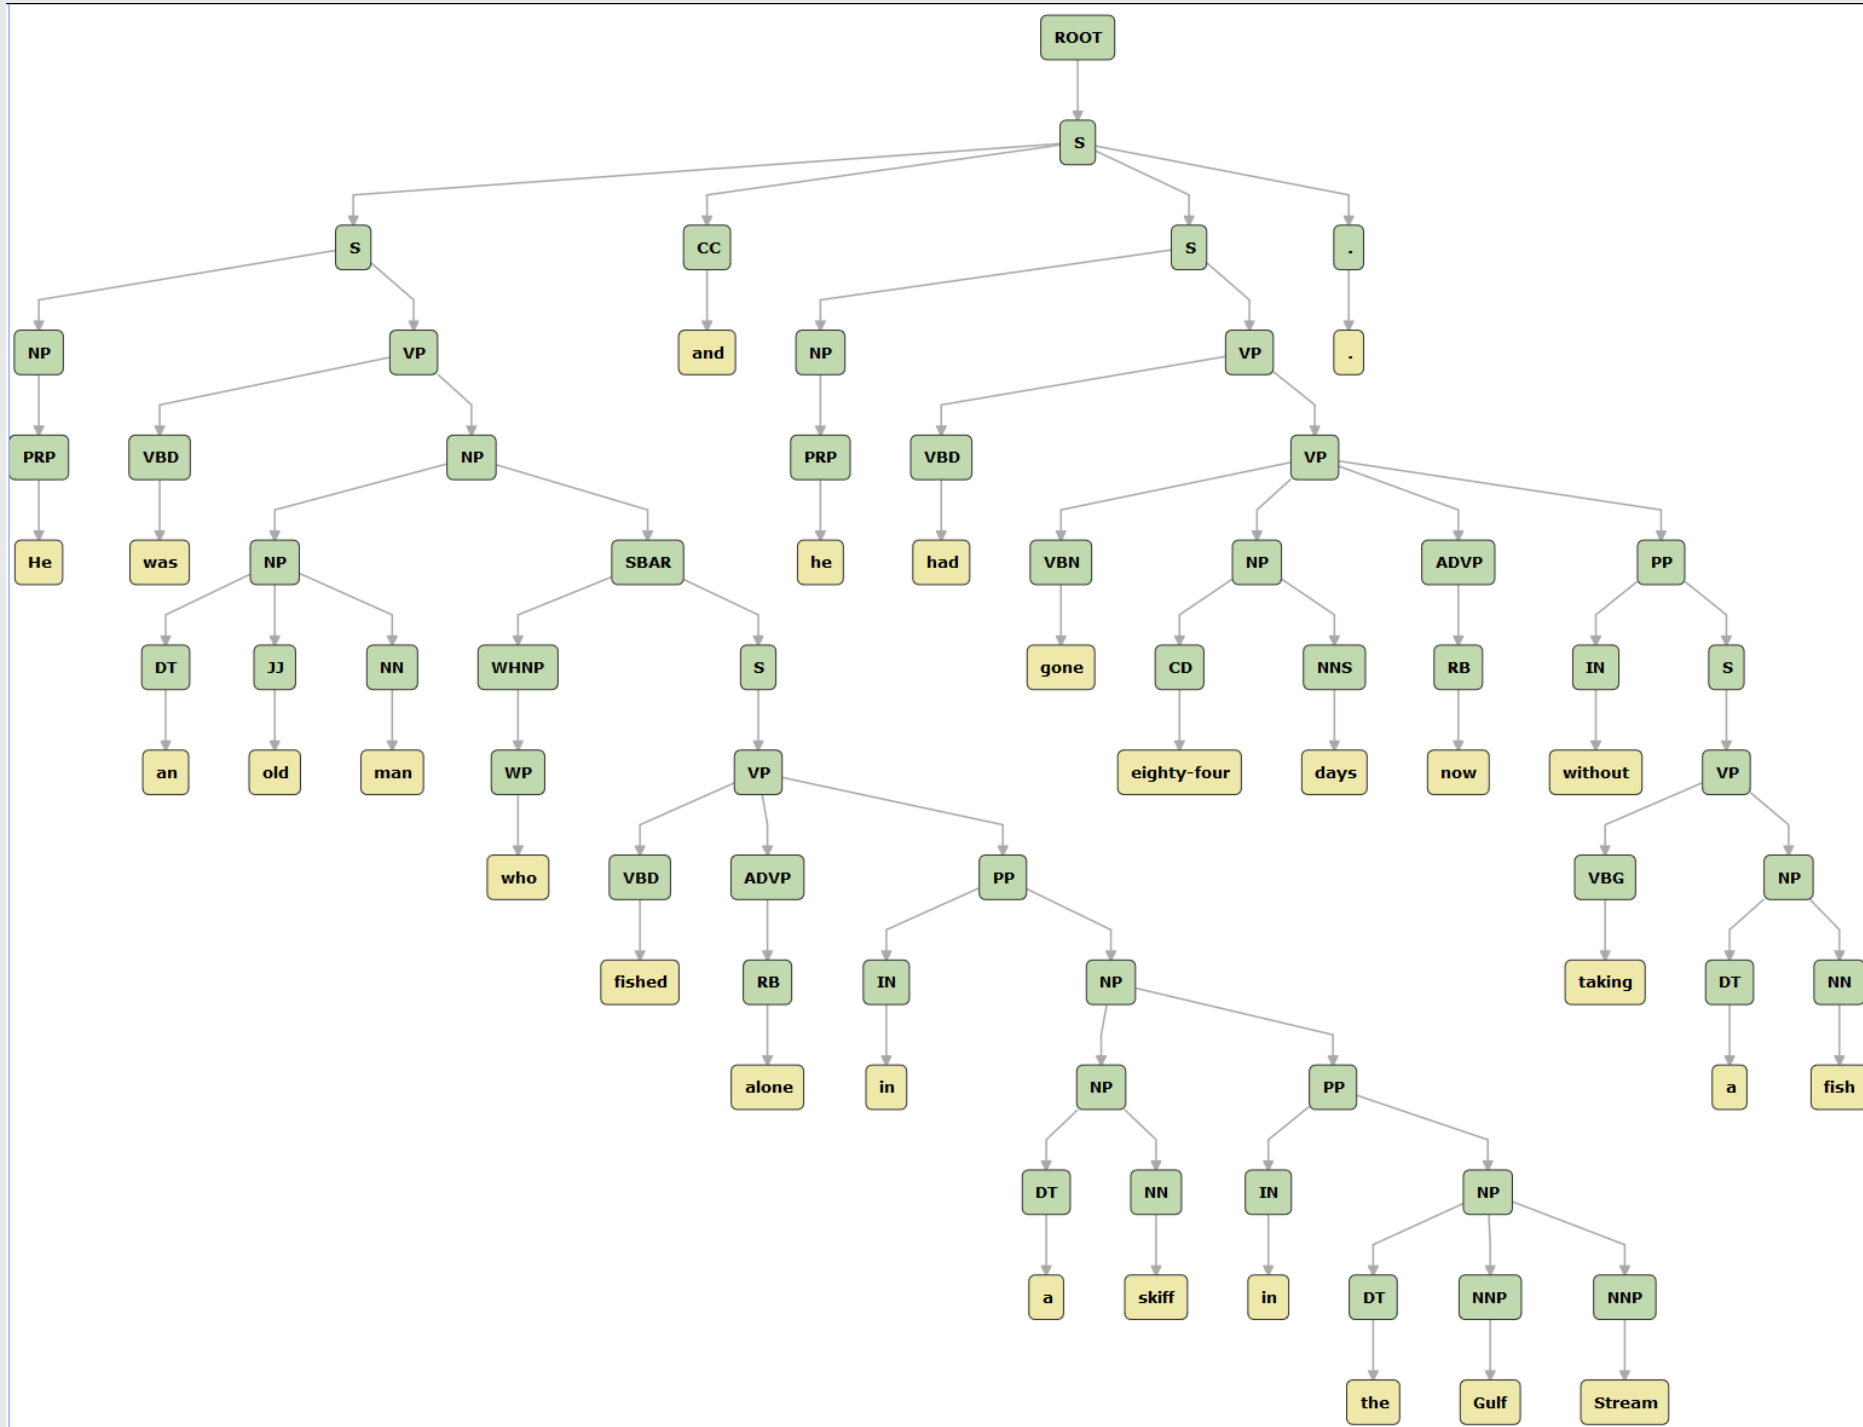 ROOT
S
S CC S .
NP VP and NP VP .
PRP VBD NP PRP VBD VP
He was NP SBAR he had VBN NP ADVP PP
DT JJ NN WHNP S gone CD NNS RB IN S
an old man WP VP eighty-four days now without VP
who VBD ADVP PP VBG NP
fished RB IN NP taking DT NN
alone in NP PP a fish
DT NN IN NP
a skiff in DT NNP NNP
the Gulf Stream